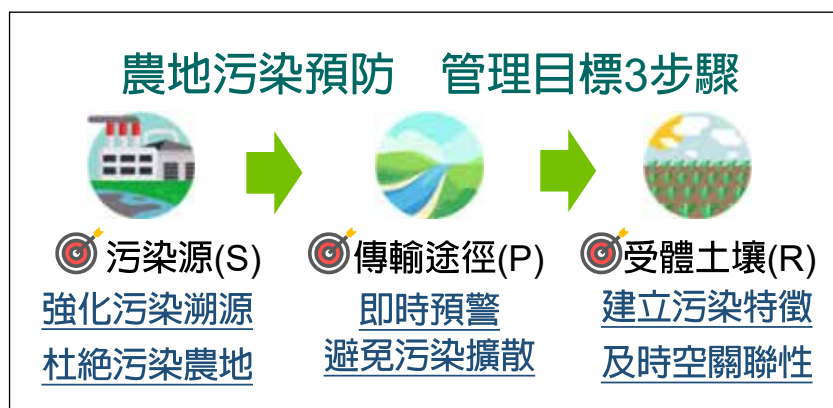 農地污染預防　管理目標3步驟
污染源(S)
強化污染溯源
杜絕污染農地
傳輸途徑(P)
即時預警
避免污染擴散
受體土壤(R)
建立污染特徵
及時空關聯性